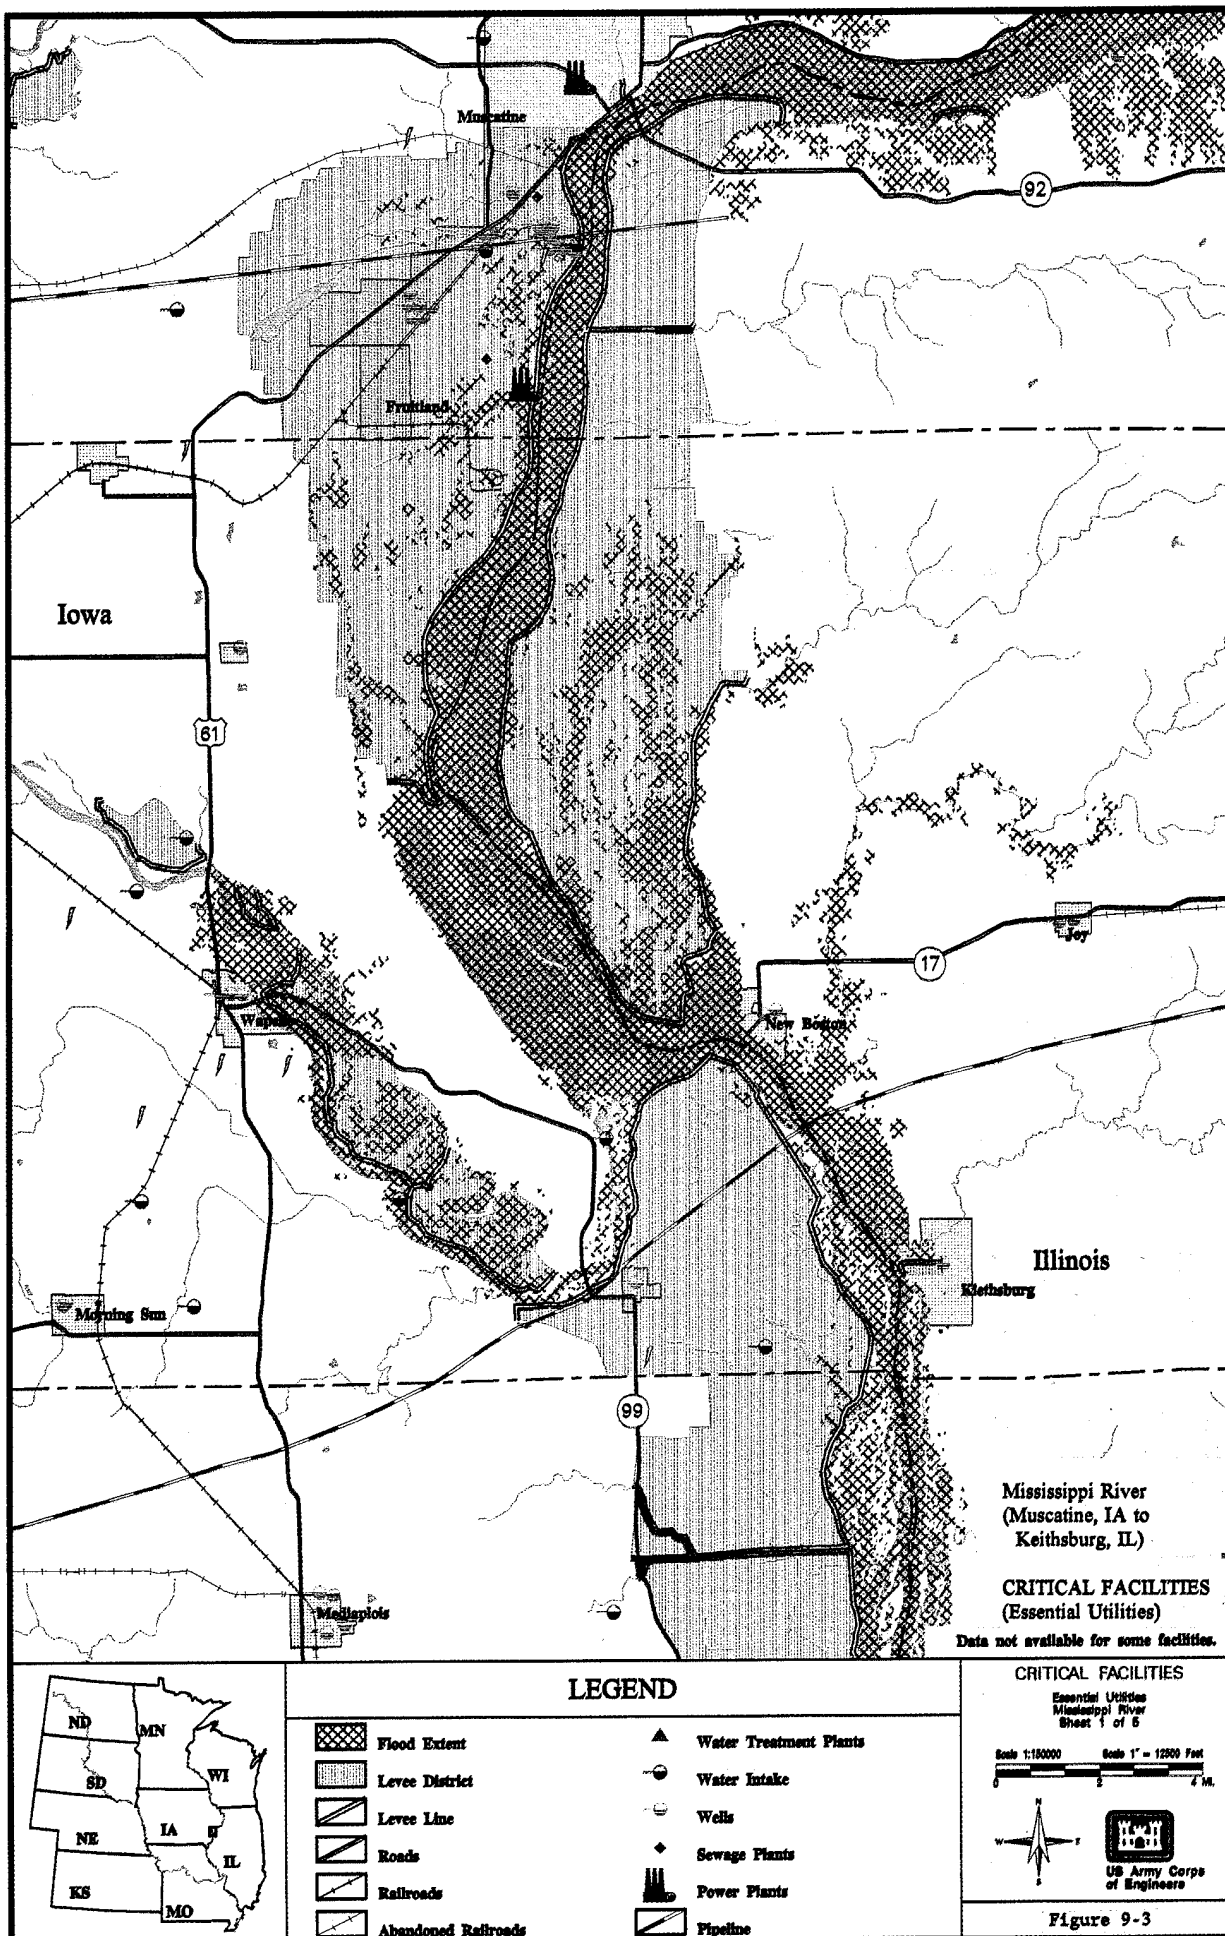 Muscatine
92
Fruitland
Iowa
61
Joy
17
Wapello
New Boston
Illinois
Kiethsburg
Morning Sun
99
Mississippi River
(Muscatine, IA to
Keithsburg, IL)
CRITICAL FACILITIES
(Essential Utilities)
Mediaplois
Data not available for some facilities.
ND
MN
SD
WI
NE
IA
IL
KS
MO
LEGEND
Flood Extent
Levee District
Levee Line
Roads
Railroads
Abandoned Railroads
Water Treatment Plants
Water Intake
Wells
Sewage Plants
Power Plants
Pipeline
CRITICAL FACILITIES
Essential Utilities
Mississippi River
Sheet 1 of 5
Scale 1:150000 Scale 1" = 12500 Feet
0 2 4 MI.
N
W E
S
US Army Corps
of Engineers
Figure 9-3